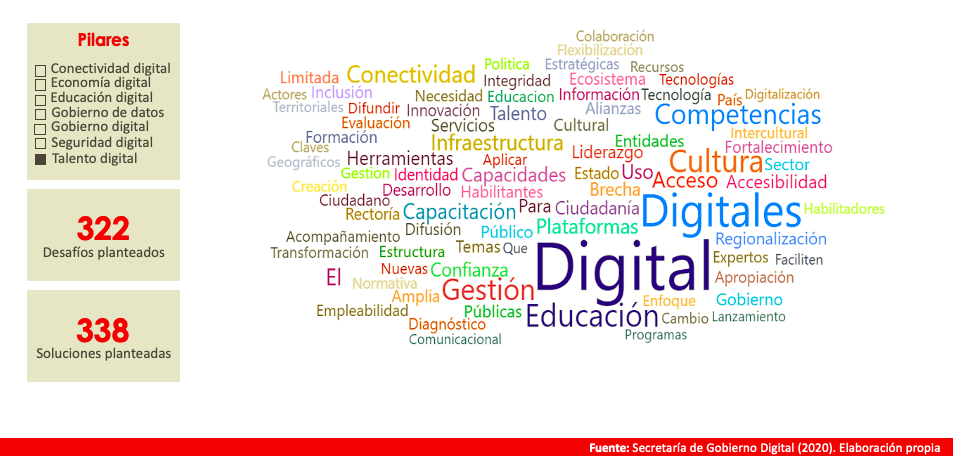 Pilares
Conectividad digital
Economía digital
Educación digital
Gobierno de datos
Gobierno digital
Seguridad digital
Talento digital
322
Desafíos planteados
338
Soluciones planteadas
Colaboración
Flexibilización
Política Estratégicas Recursos
Limitada Conectividad Integridad Ecosistema Tecnologías
Actores Inclusión Necesidad Educacion Información Tecnología País Digitalización
Territoriales Difundir Innovación Talento Alianzas Competencias
Evaluación Servicios Cultural Intercultural
Formación Infraestructura Entidades Fortalecimiento
Claves Herramientas Aplicar Liderazgo Cultura Sector
Geográficos Gestion Identidad Capacidades Estado Uso Acceso Accesibilidad
Creación Desarrollo Habilitantes Brecha
Ciudadano Capacitación Para Ciudadanía Digitales Habilitadores
Rectoría Difusión Público Plataformas
Acompañamiento Temas Que Digital Regionalización
Transformación Estructura Expertos Faciliten
El Nuevas Confianza Apropiación
Normativa Gestión Enfoque Gobierno
Amplia Públicas Educación Cambio Lanzamiento
Empleabilidad Diagnóstico Programas
Comunicacional
Fuente: Secretaría de Gobierno Digital (2020). Elaboración propia